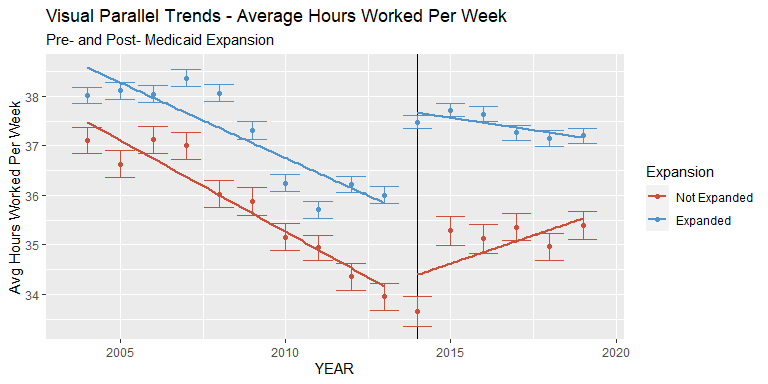 Visual Parallel Trends - Average Hours Worked Per Week
Pre- and Post- Medicaid Expansion
Avg Hours Worked Per Week
38
37
36
35
34
2005
2010
2015
2020
YEAR
Expansion
Not Expanded
Expanded